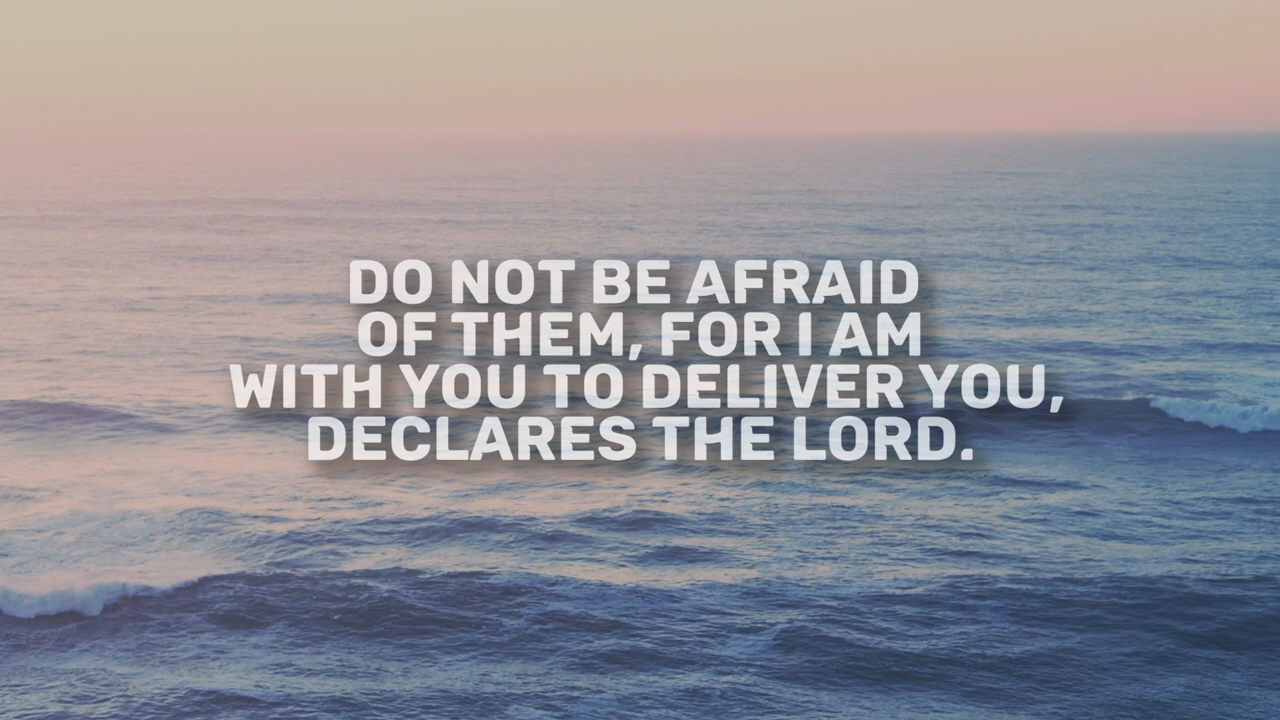 DO NOT BE AFRAID
OF THEM, FOR I AM
WITH YOU TO DELIVER YOU,
DECLARES THE LORD.